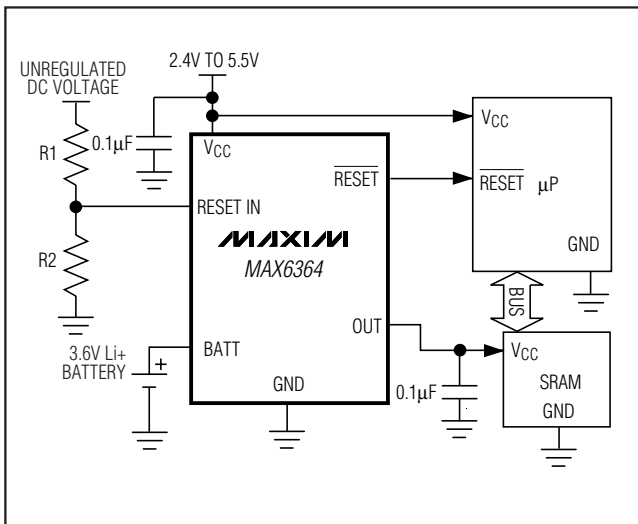 2.4V TO 5.5V
UNREGULATED
DC VOLTAGE
R1
0.1µF
VCC
VCC
RESET
RESET µP
RESET IN
MAXIM
MAX6364
R2
GND
BUS
OUT
3.6V Li+
BATTERY
+
BATT
VCC
SRAM
GND
0.1µF
GND